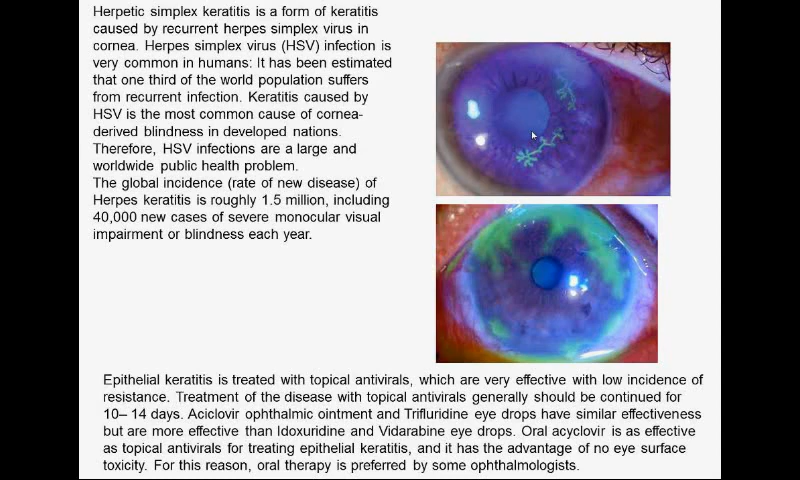 Herpetic simplex keratitis is a form of keratitis
caused by recurrent herpes simplex virus in
cornea. Herpes simplex virus (HSV) infection is
very common in humans: It has been estimated
that one third of the world population suffers
from recurrent infection. Keratitis caused by
HSV is the most common cause of cornea-
derived blindness in developed nations.
Therefore, HSV infections are a large and
worldwide public health problem.
The global incidence (rate of new disease) of
Herpes keratitis is roughly 1.5 million, including
40,000 new cases of severe monocular visual
impairment or blindness each year.
Epithelial keratitis is treated with topical antivirals, which are very effective with low incidence of
resistance. Treatment of the disease with topical antivirals generally should be continued for
10– 14 days. Aciclovir ophthalmic ointment and Trifluridine eye drops have similar effectiveness
but are more effective than Idoxuridine and Vidarabine eye drops. Oral acyclovir is as effective
as topical antivirals for treating epithelial keratitis, and it has the advantage of no eye surface
toxicity. For this reason, oral therapy is preferred by some ophthalmologists.